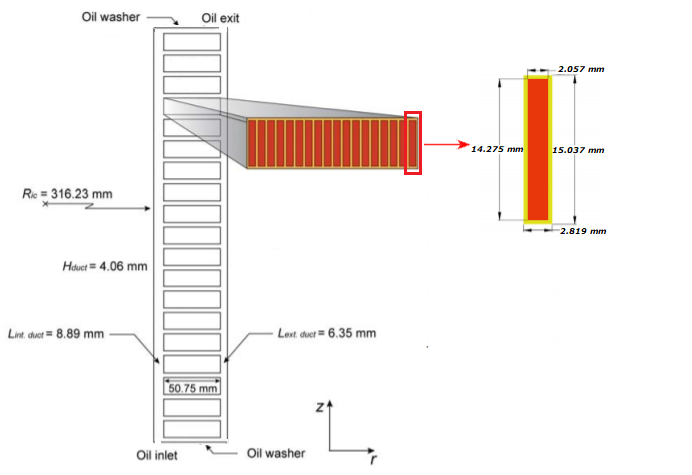 Oil washer
Oil exit
2.057 mm
14.275 mm
15.037 mm
Ric = 316.23 mm
2.819 mm
Hduct = 4.06 mm
Lint. duct = 8.89 mm
Lext. duct = 6.35 mm
50.75 mm
z
r
Oil inlet
Oil washer